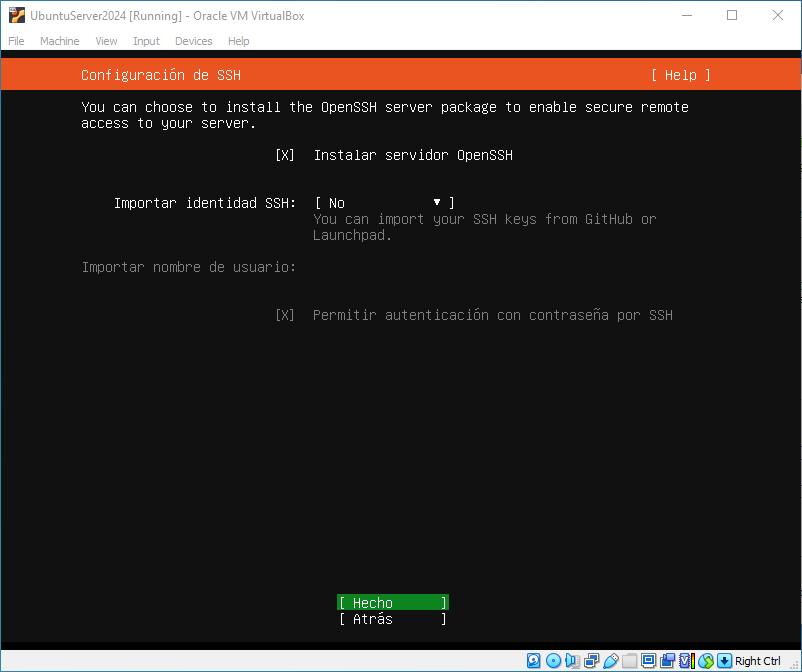 UbuntuServer2024 [Running] - Oracle VM VirtualBox
File Machine View Input Devices Help
Configuración de SSH [ Help ]
You can choose to install the OpenSSH server package to enable secure remote
access to your server.
[X] Instalar servidor OpenSSH
Importar identidad SSH: [ No ▼ ]
You can import your SSH keys from GitHub or
Launchpad.
Importar nombre de usuario:
[X] Permitir autenticación con contraseña por SSH
[ Hecho ]
[ Atrás ]
Right Ctrl